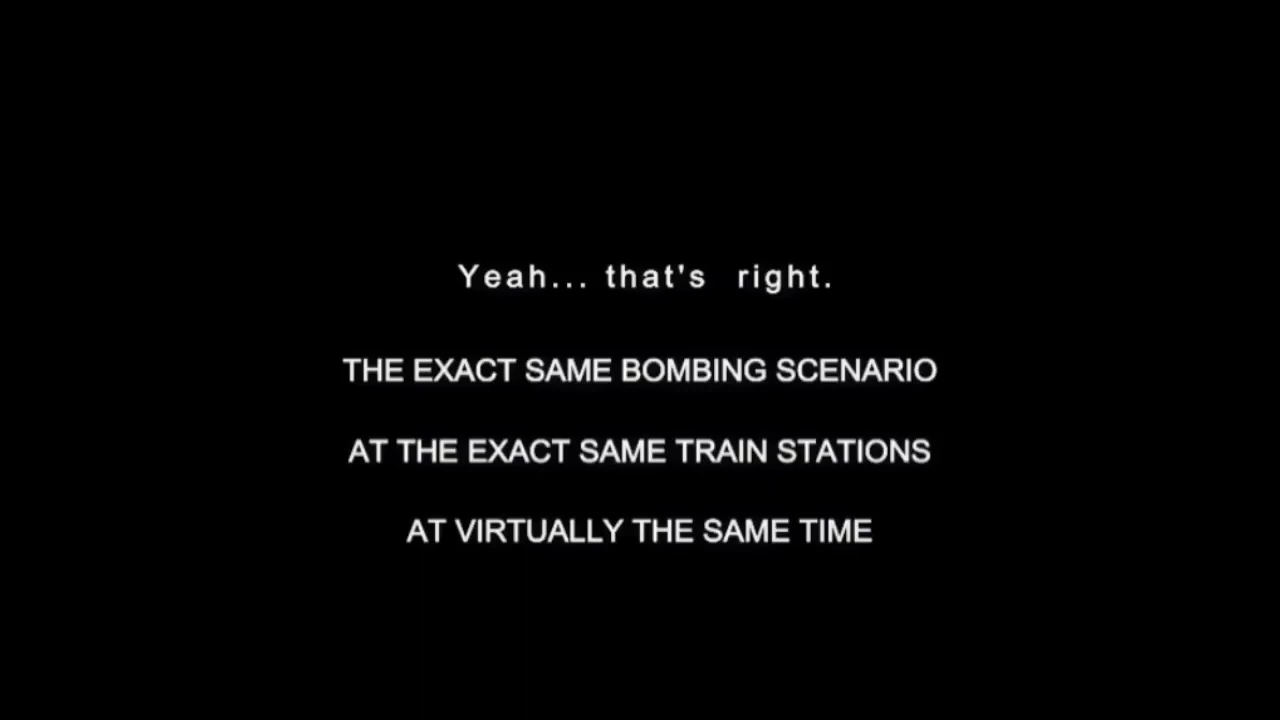 Yeah... that's right.
THE EXACT SAME BOMBING SCENARIO
AT THE EXACT SAME TRAIN STATIONS
AT VIRTUALLY THE SAME TIME